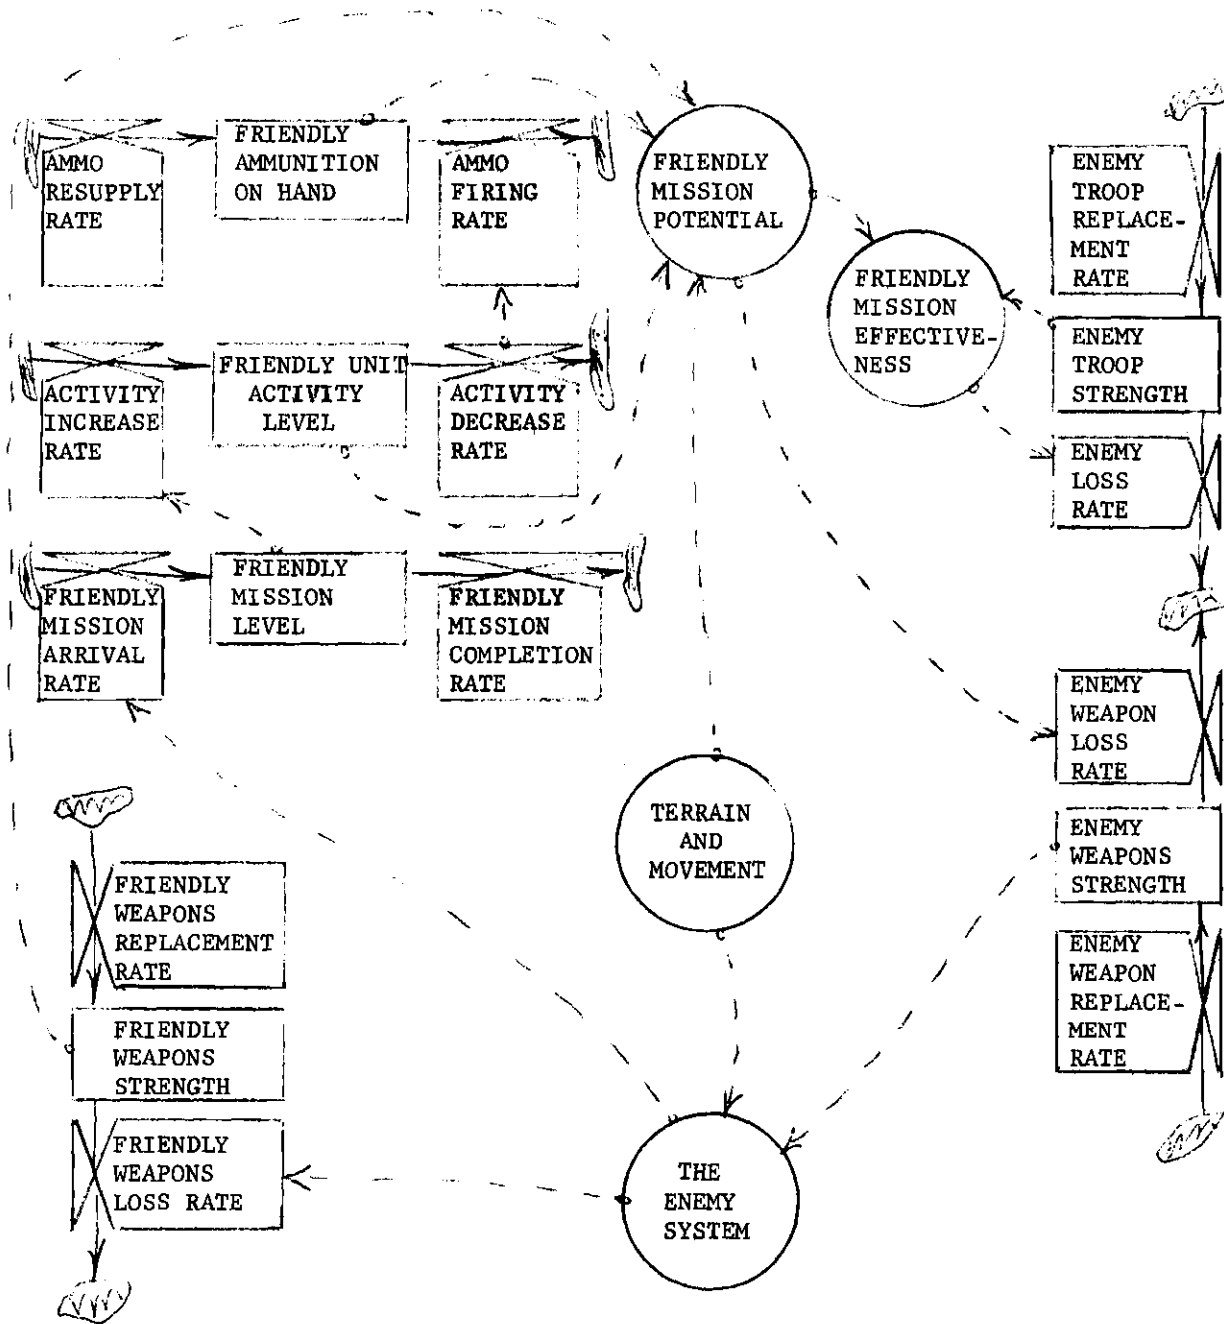 AMMO
RESUPPLY
RATE
FRIENDLY
AMMUNITION
ON HAND
AMMO
FIRING
RATE
FRIENDLY
MISSION
POTENTIAL
FRIENDLY
MISSION
EFFECTIVE-
NESS
ENEMY
TROOP
REPLACE-
MENT
RATE
ENEMY
TROOP
STRENGTH
ENEMY
LOSS
RATE
ACTIVITY
INCREASE
RATE
FRIENDLY UNIT
ACTIVITY
LEVEL
ACTIVITY
DECREASE
RATE
FRIENDLY
MISSION
ARRIVAL
RATE
FRIENDLY
MISSION
LEVEL
FRIENDLY
MISSION
COMPLETION
RATE
ENEMY
WEAPON
LOSS
RATE
ENEMY
WEAPONS
STRENGTH
ENEMY
WEAPON
REPLACE-
MENT
RATE
TERRAIN
AND
MOVEMENT
FRIENDLY
WEAPONS
REPLACEMENT
RATE
FRIENDLY
WEAPONS
STRENGTH
FRIENDLY
WEAPONS
LOSS RATE
THE
ENEMY
SYSTEM